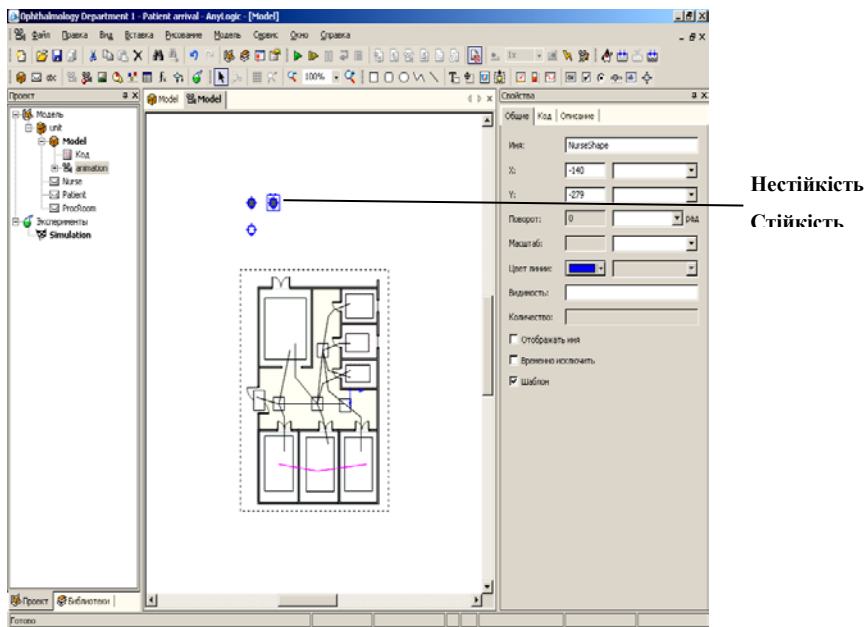 Ophthalmology Department 1 - Patient arrival - AnyLogic - [Model]
Файл Правка Вид Вставка Рисование Модель Сервис Окно Справка
1x
100%
Проект
Модель
unit
Model
Код
animation
Nurse
Patient
ProcRoom
Эксперименты
Simulation
Проект Библиотеки
Готово
Model Model
Свойства
Общие Код Описание
Имя: NurseShape
X: -140
Y: -279
Поворот: 0 рад
Масштаб:
Цвет линии:
Видимость:
Количество:
Отображать имя
Временно исключить
Шаблон
Нестійкість
Стійкість